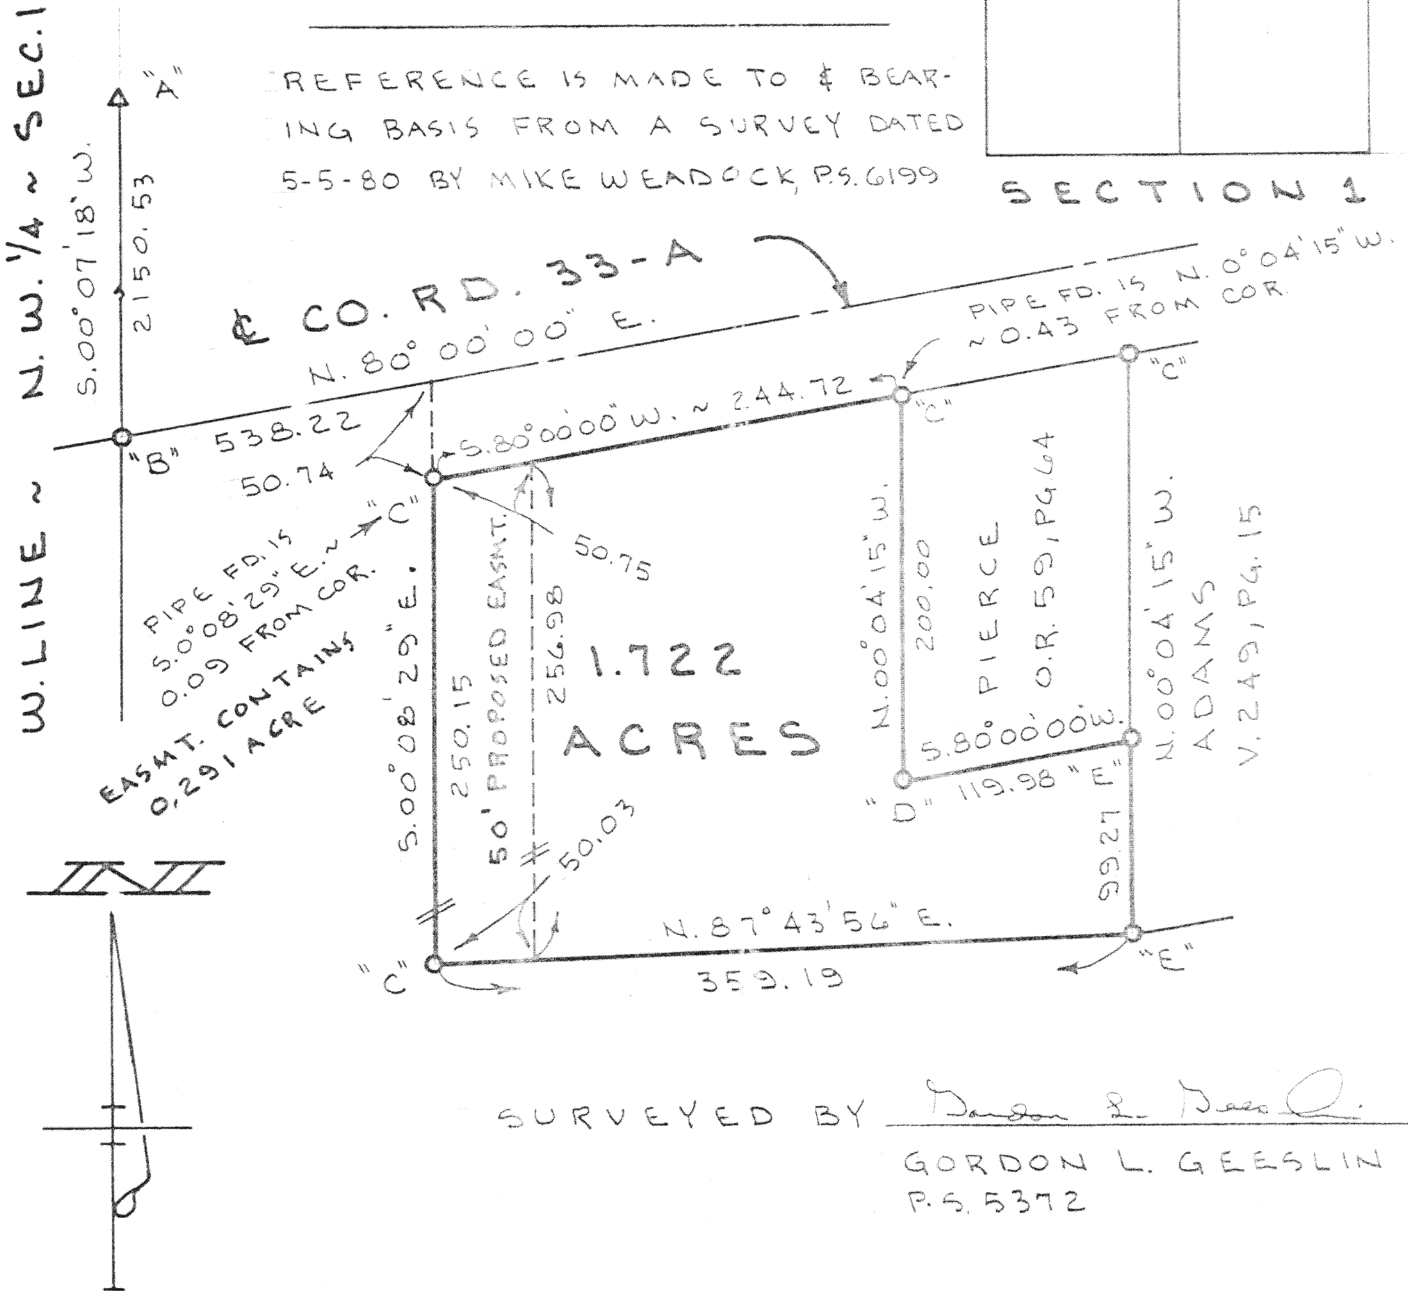 REFERENCE IS MADE TO ℄ BEAR-
ING BASIS FROM A SURVEY DATED
5-5-80 BY MIKE WEADOCK, P.S. 6199
SECTION 1
W. LINE ~ N.W. 1/4 ~ SEC. 1
"A"
S.00°07'18"W.
2150.53
"B"
℄ CO. RD. 33-A
N. 80°00'00" E.
538.22
50.74
PIPE FD. IS N. 0°04'15" W.
~ 0.43 FROM COR.
S.80°00'00"W. ~ 244.72
"C"
"C"
"C"
PIPE FD. IS
S.0°08'29"E. ~
0.09 FROM COR.
EASMT. CONTAINS
0.291 ACRE
S.00°08'29"E.
250.15
50' PROPOSED EASMT.
256.98
50.75
1.722
ACRES
N.00°04'15"W.
200.00
PIERCE
O.R. 59, PG. 64
N.00°04'15"W.
ADAMS
V. 249, PG. 15
S.80°00'00"W.
119.98
"D"
"E"
99.27
50.03
N. 87°43'56" E.
359.19
"C"
"E"
SURVEYED BY
GORDON L. GEESLIN
P.S. 5372